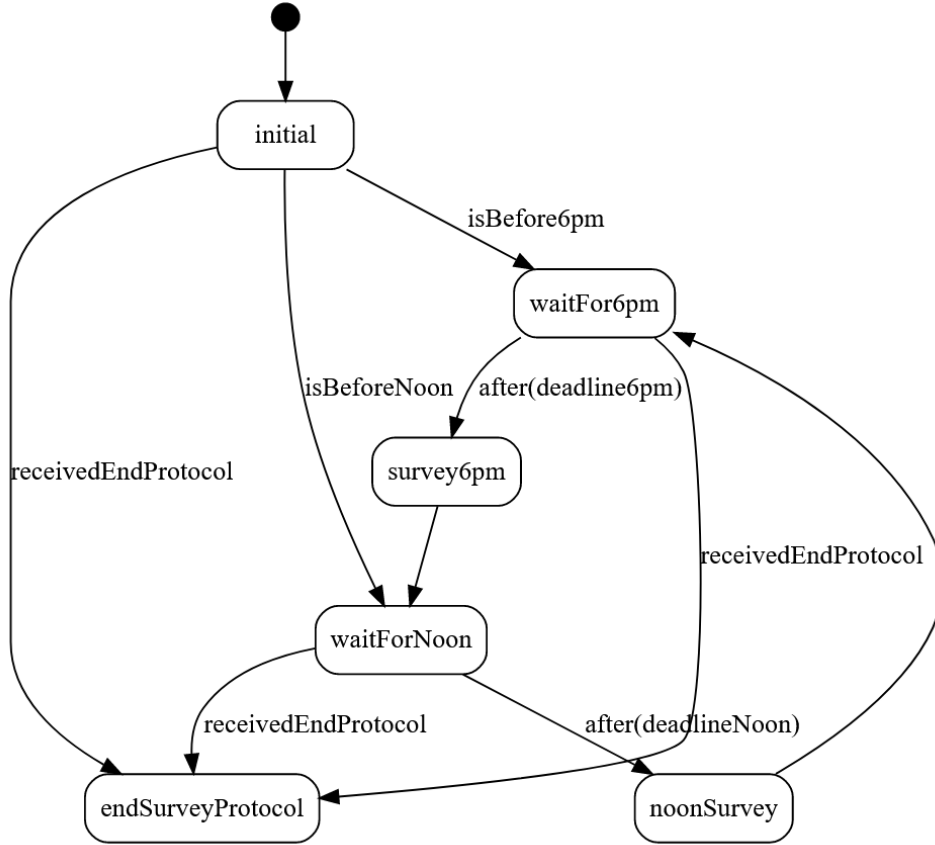 initial
isBefore6pm
waitFor6pm
isBeforeNoon
after(deadline6pm)
receivedEndProtocol
survey6pm
receivedEndProtocol
waitForNoon
receivedEndProtocol
after(deadlineNoon)
endSurveyProtocol
noonSurvey